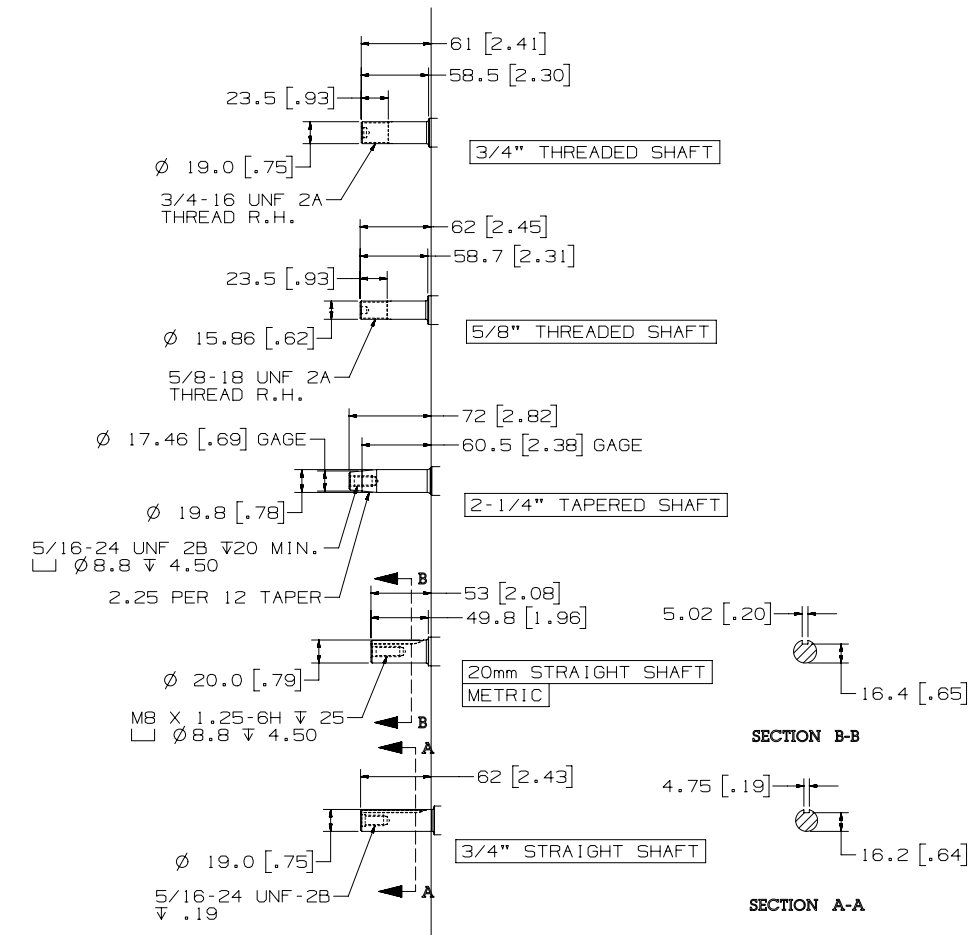 61 [2.41]
58.5 [2.30]
23.5 [.93]
Ø 19.0 [.75]
3/4" THREADED SHAFT
3/4-16 UNF 2A
THREAD R.H.
62 [2.45]
58.7 [2.31]
23.5 [.93]
Ø 15.86 [.62]
5/8" THREADED SHAFT
5/8-18 UNF 2A
THREAD R.H.
72 [2.82]
Ø 17.46 [.69] GAGE
60.5 [2.38] GAGE
Ø 19.8 [.78]
2-1/4" TAPERED SHAFT
5/16-24 UNF 2B ↧20 MIN.
⌴ Ø8.8 ↧ 4.50
2.25 PER 12 TAPER
B
53 [2.08]
49.8 [1.96]
5.02 [.20]
Ø 20.0 [.79]
20mm STRAIGHT SHAFT
METRIC
16.4 [.65]
M8 X 1.25-6H ↧ 25
⌴ Ø8.8 ↧ 4.50
B
SECTION B-B
A
62 [2.43]
4.75 [.19]
Ø 19.0 [.75]
3/4" STRAIGHT SHAFT
16.2 [.64]
5/16-24 UNF-2B
↧ .19
A
SECTION A-A